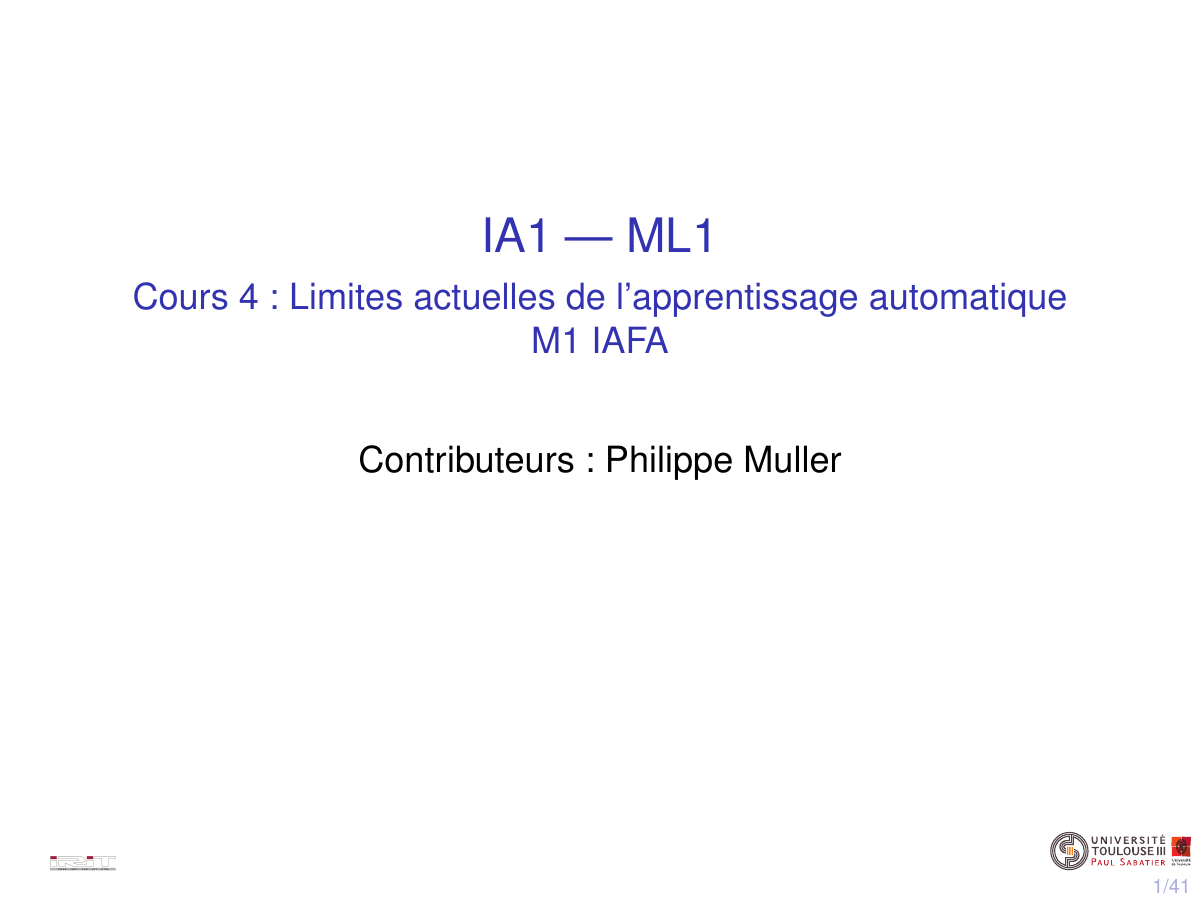 IA1 — ML1
Cours 4 : Limites actuelles de l'apprentissage automatique
M1 IAFA
Contributeurs : Philippe Muller
IRIT
UNIVERSITÉ
TOULOUSE III
PAUL SABATIER
1/41